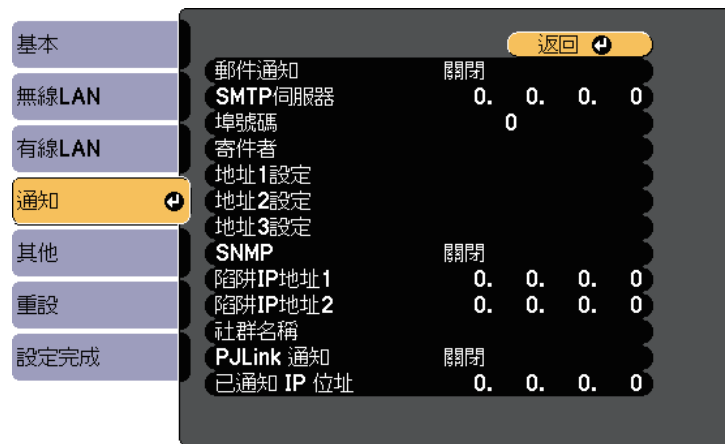 基本
無線LAN
有線LAN
通知
其他
重設
設定完成
返回
郵件通知 關閉
SMTP伺服器 0. 0. 0. 0
埠號碼 0
寄件者
地址1設定
地址2設定
地址3設定
SNMP 關閉
陷阱IP地址1 0. 0. 0. 0
陷阱IP地址2 0. 0. 0. 0
社群名稱
PJLink 通知 關閉
已通知 IP 位址 0. 0. 0. 0